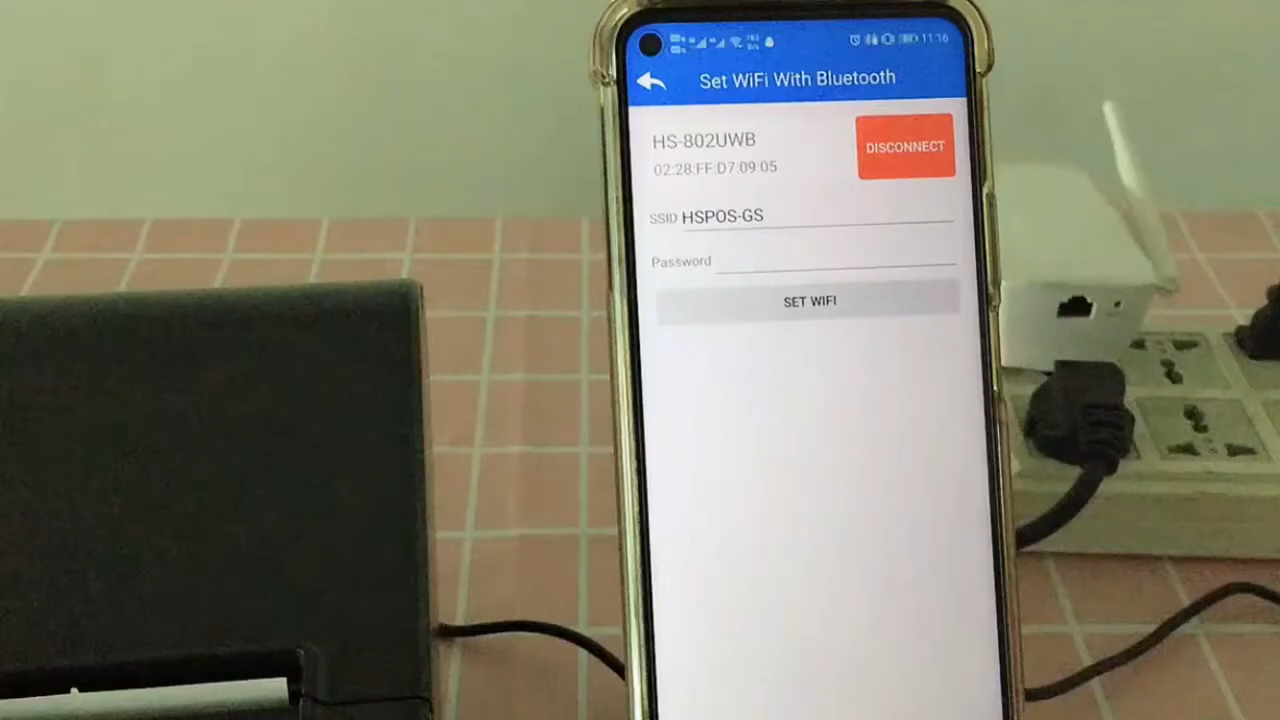 11:16
Set WiFi With Bluetooth
HS-802UWB
02:28:FF:D7:09:05
DISCONNECT
SSID HSPOS-GS
Password
SET WIFI